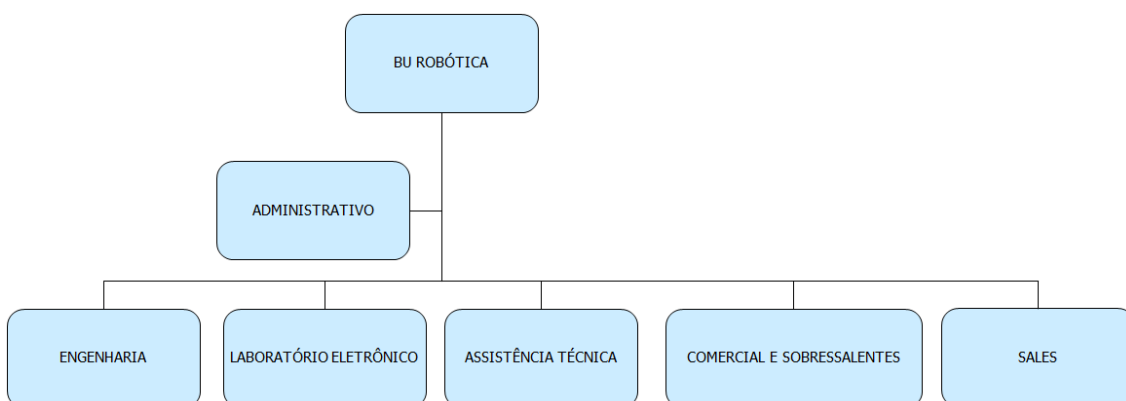 BU ROBÓTICA
ADMINISTRATIVO
ENGENHARIA
LABORATÓRIO ELETRÔNICO
ASSISTÊNCIA TÉCNICA
COMERCIAL E SOBRESSALENTES
SALES